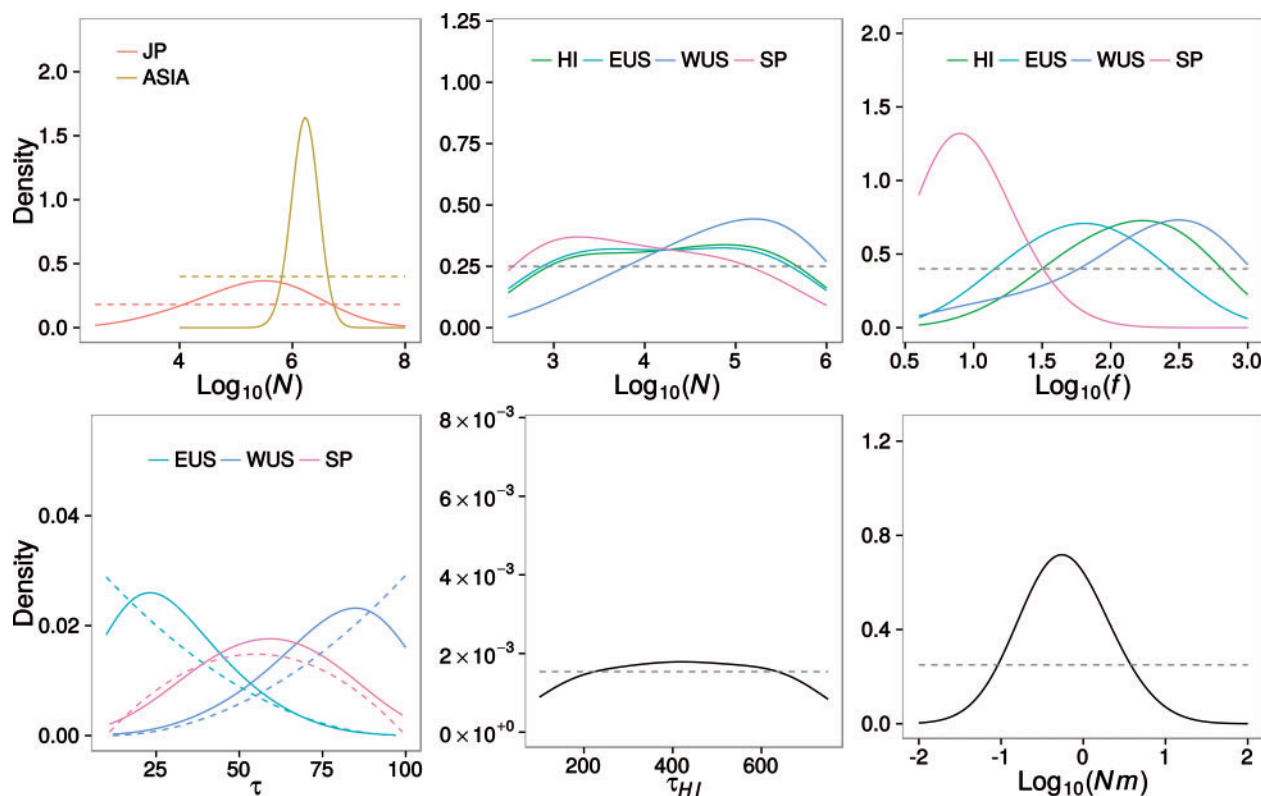 JP
ASIA
Density
2.0
1.5
1.0
0.5
0.0
4 6 8
Log10(N)
HI EUS WUS SP
1.25
1.00
0.75
0.50
0.25
0.00
3 4 5 6
Log10(N)
HI EUS WUS SP
2.0
1.5
1.0
0.5
0.0
0.5 1.0 1.5 2.0 2.5 3.0
Log10(f)
EUS WUS SP
Density
0.04
0.02
0.00
25 50 75 100
τ
8×10−3
6×10−3
4×10−3
2×10−3
0×10+0
200 400 600
τHI
1.2
0.8
0.4
0.0
-2 -1 0 1 2
Log10(Nm)